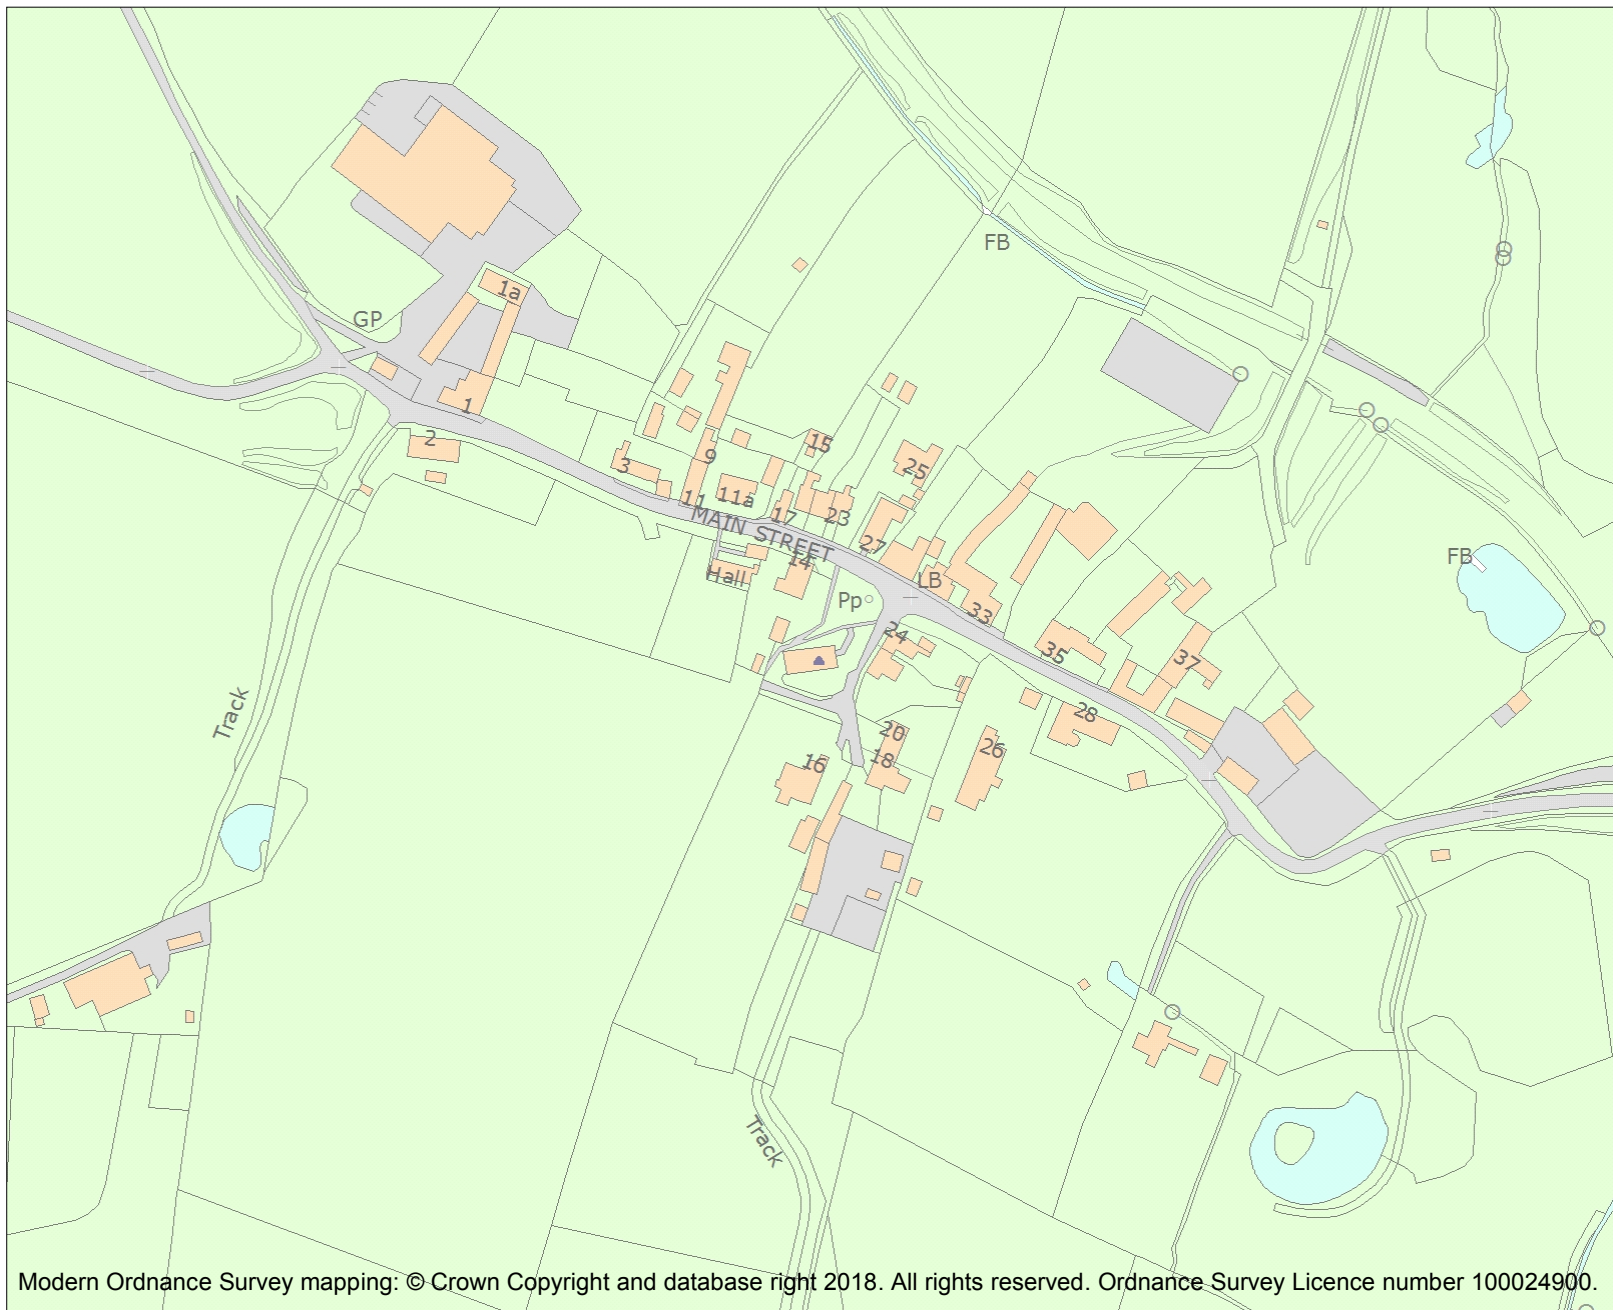 FB
1a
GP
1
2
15
3
9
25
11
11a
17
23
MAIN STREET
27
14
Hall
LB
FB
Pp
33
24
35
37
Track
28
20
26
18
16
Track
Modern Ordnance Survey mapping: © Crown Copyright and database right 2018. All rights reserved. Ordnance Survey Licence number 100024900.